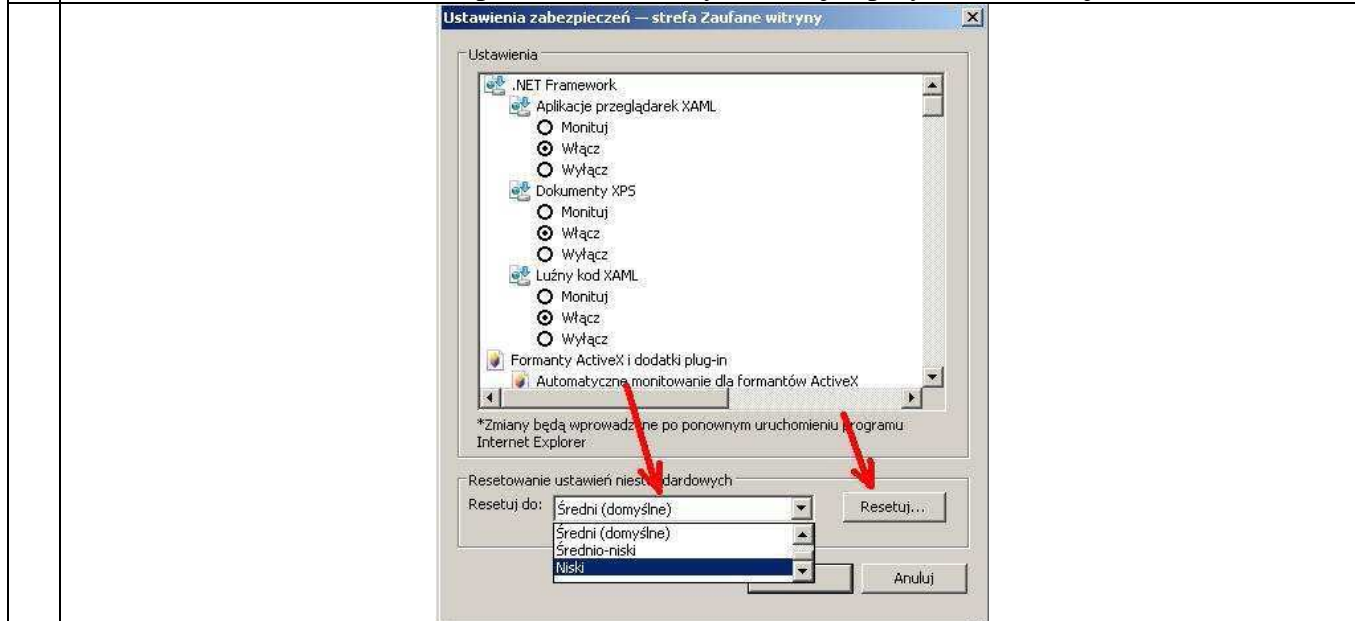 Ustawienia zabezpieczeń — strefa Zaufane witryny
Ustawienia
.NET Framework
Aplikacje przeglądarek XAML
Monituj
Włącz
Wyłącz
Dokumenty XPS
Monituj
Włącz
Wyłącz
Luźny kod XAML
Monituj
Włącz
Wyłącz
Formanty ActiveX i dodatki plug-in
Automatyczne monitowanie dla formantów ActiveX
*Zmiany będą wprowadzone po ponownym uruchomieniu programu
Internet Explorer
Resetowanie ustawień niestandardowych
Resetuj do: Średni (domyślne) Resetuj...
Średni (domyślne)
Średnio-niski
Niski
Anuluj